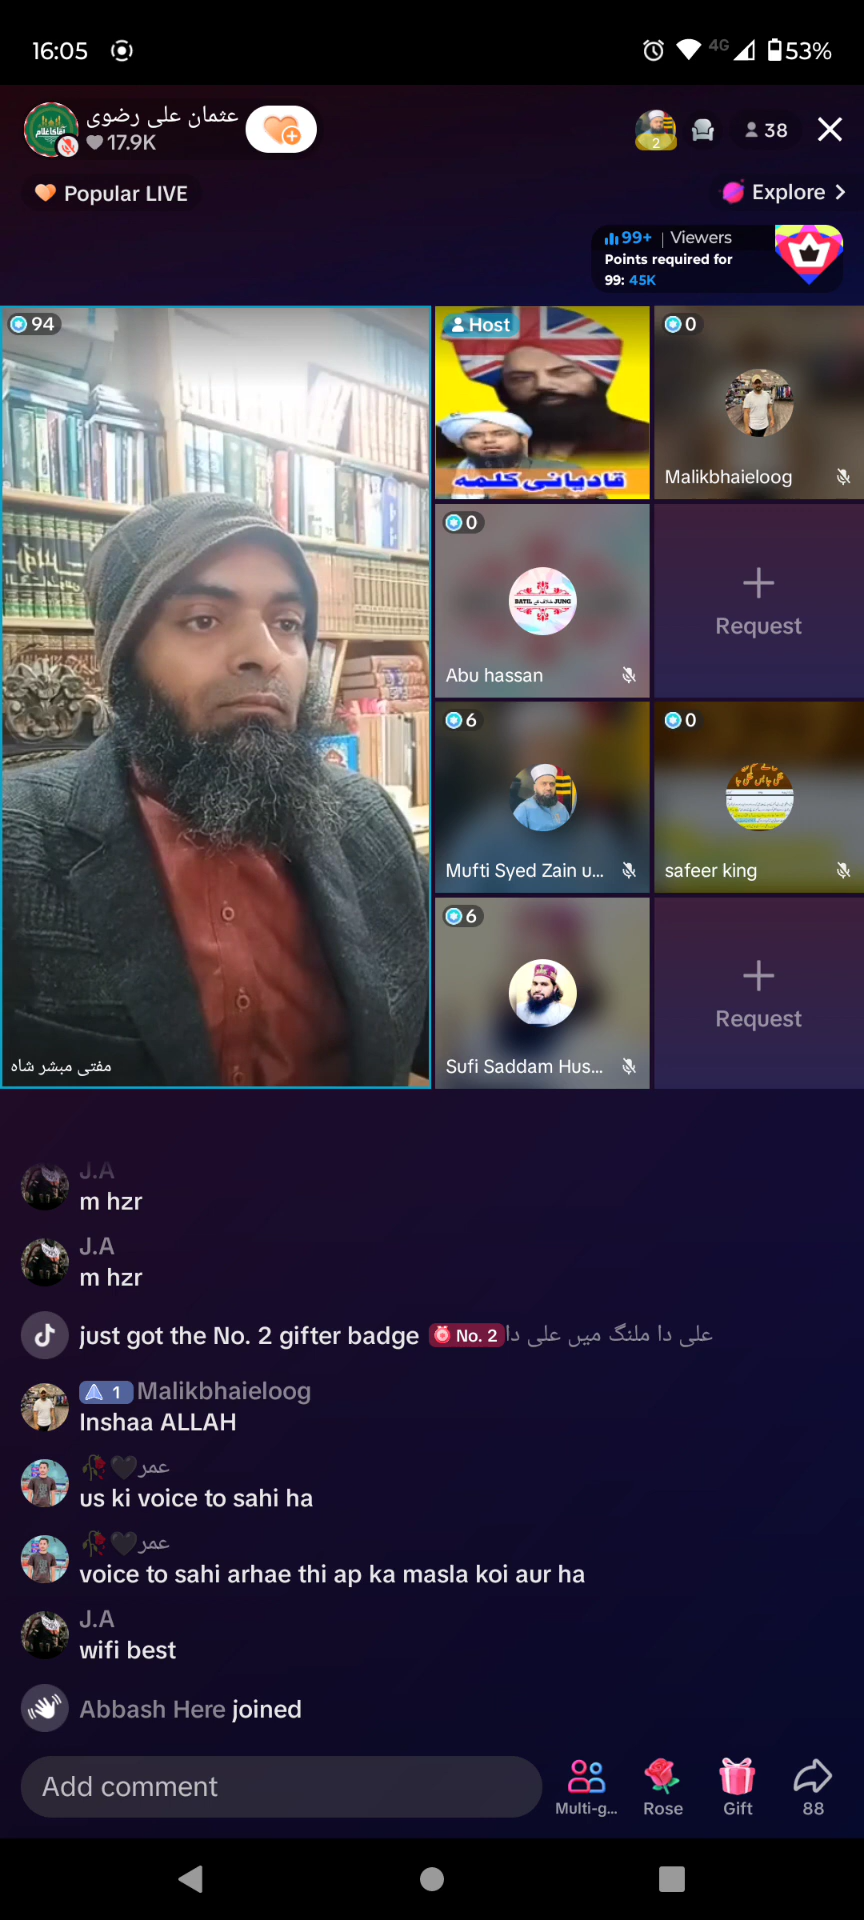 16:05
4G
53%
عثمان علی رضوی
17.9K
2
38
Popular LIVE
Explore
99+ | Viewers
Points required for
99: 45K
94
Host
0
قادیانی کلمہ
Malikbhaieloog
0
BATIL JUNG
Request
Abu hassan
6
0
Mufti Syed Zain u...
safeer king
6
Request
Sufi Saddam Hus...
مفتی مبشر شاہ
J.A
m hzr
J.A
m hzr
just got the No. 2 gifter badge No. 2 علی دا ملنگ میں علی دا
1 Malikbhaieloog
Inshaa ALLAH
عمر
us ki voice to sahi ha
عمر
voice to sahi arhae thi ap ka masla koi aur ha
J.A
wifi best
Abbash Here joined
Add comment
Multi-g...
Rose
Gift
88